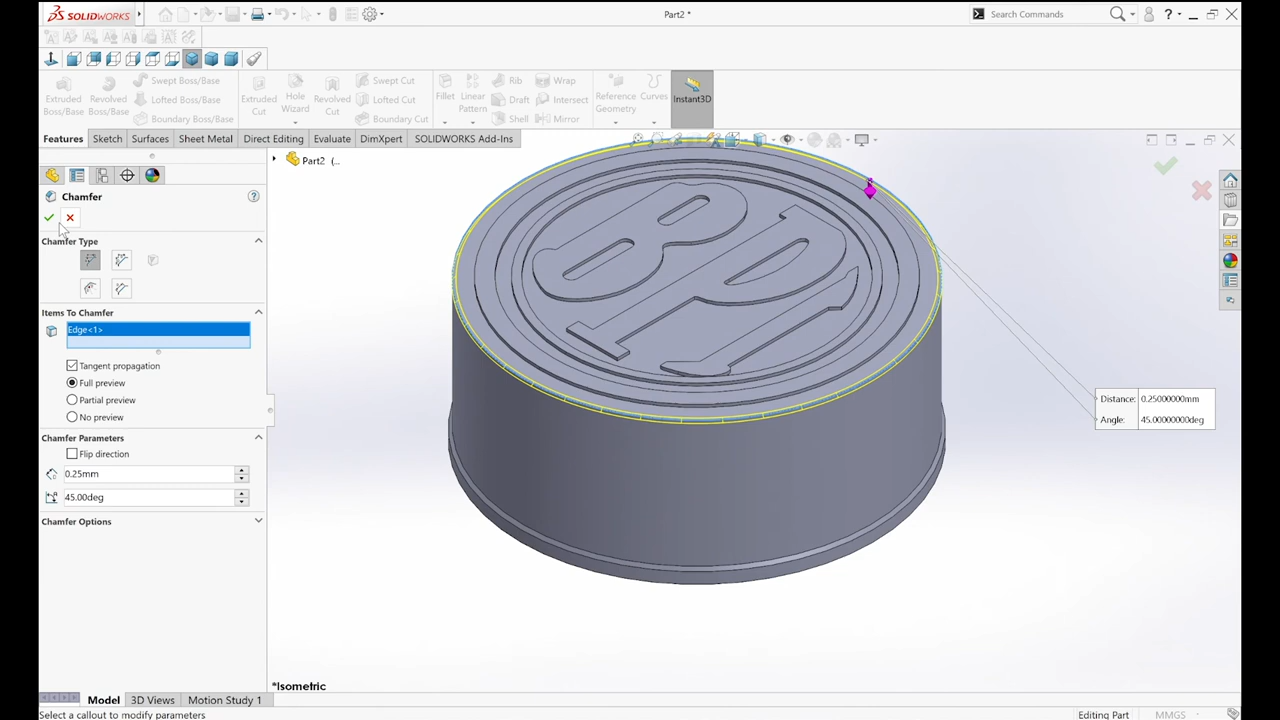 SOLIDWORKS
Part2 *
Search Commands
Swept Boss/Base
Lofted Boss/Base
Boundary Boss/Base
Extruded Boss/Base
Revolved Boss/Base
Extruded Cut
Hole Wizard
Revolved Cut
Swept Cut
Lofted Cut
Boundary Cut
Fillet
Linear Pattern
Rib
Draft
Shell
Wrap
Intersect
Mirror
Reference Geometry
Curves
Instant3D
Features
Sketch
Surfaces
Sheet Metal
Direct Editing
Evaluate
DimXpert
SOLIDWORKS Add-Ins
Part2 (..
Chamfer
Chamfer Type
Items To Chamfer
Edge<1>
Tangent propagation
Full preview
Partial preview
No preview
Chamfer Parameters
Flip direction
0.25mm
45.00deg
Chamfer Options
Distance: 0.25000000mm
Angle: 45.00000000deg
*Isometric
Model
3D Views
Motion Study 1
Select a callout to modify parameters
Editing Part
MMGS